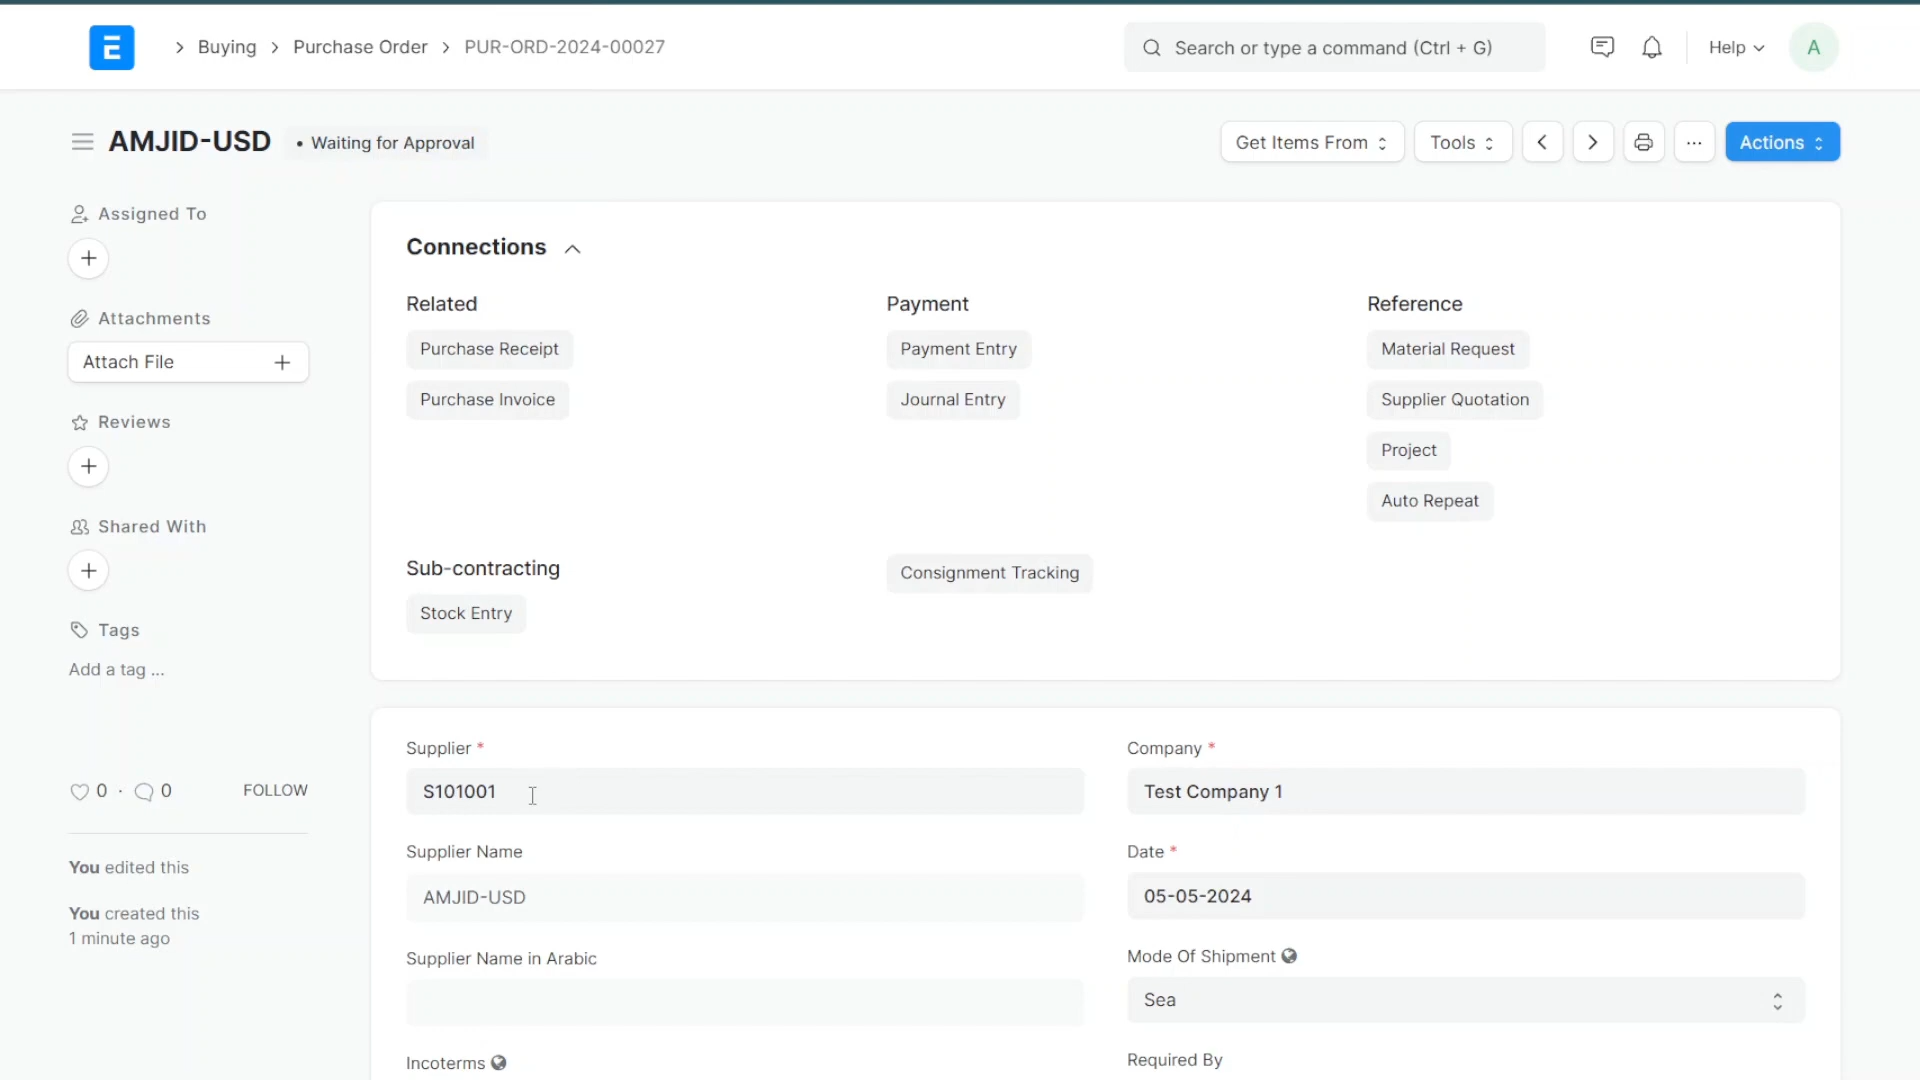 E
Buying
Purchase Order
PUR-ORD-2024-00027
Search or type a command (Ctrl + G)
Help
A
AMJID-USD
• Waiting for Approval
Get Items From
Tools
...
Actions
Assigned To
Attachments
Attach File
Reviews
Shared With
Tags
Add a tag ...
0 · 0
FOLLOW
You edited this
You created this
1 minute ago
Connections
Related
Purchase Receipt
Purchase Invoice
Payment
Payment Entry
Journal Entry
Reference
Material Request
Supplier Quotation
Project
Auto Repeat
Sub-contracting
Stock Entry
Consignment Tracking
Supplier *
S101001
Supplier Name
AMJID-USD
Supplier Name in Arabic
Incoterms
Company *
Test Company 1
Date *
05-05-2024
Mode Of Shipment
Sea
Required By